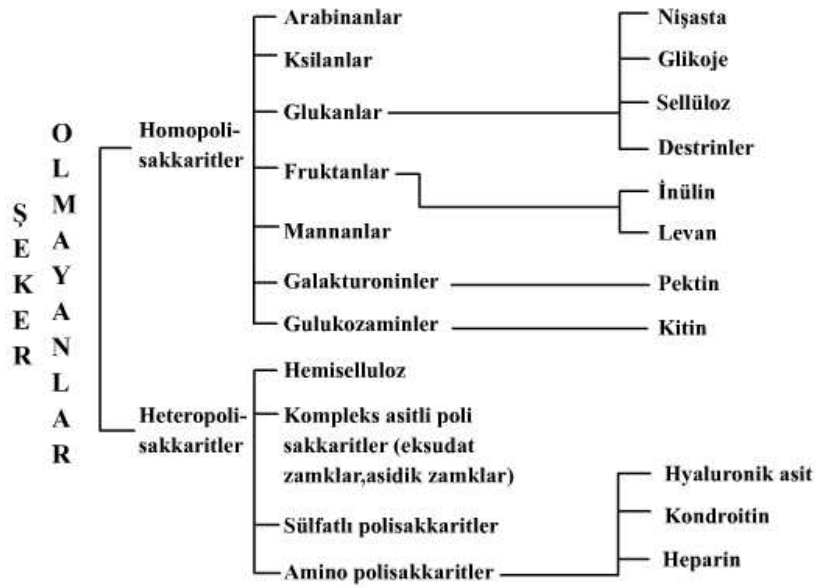 ŞEKER
OLMAYANLAR
Homopoli-
sakkaritler
Arabinanlar
Ksilanlar
Glukanlar
Nişasta
Glikoje
Sellüloz
Destrinler
Fruktanlar
İnülin
Levan
Mannanlar
Galakturoninler
Pektin
Gulukozaminler
Kitin
Heteropoli-
sakkaritler
Hemiselluloz
Kompleks asitli poli
sakkaritler (eksudat
zamklar,asidik zamklar)
Sülfatlı polisakkaritler
Amino polisakkaritler
Hyaluronik asit
Kondroitin
Heparin